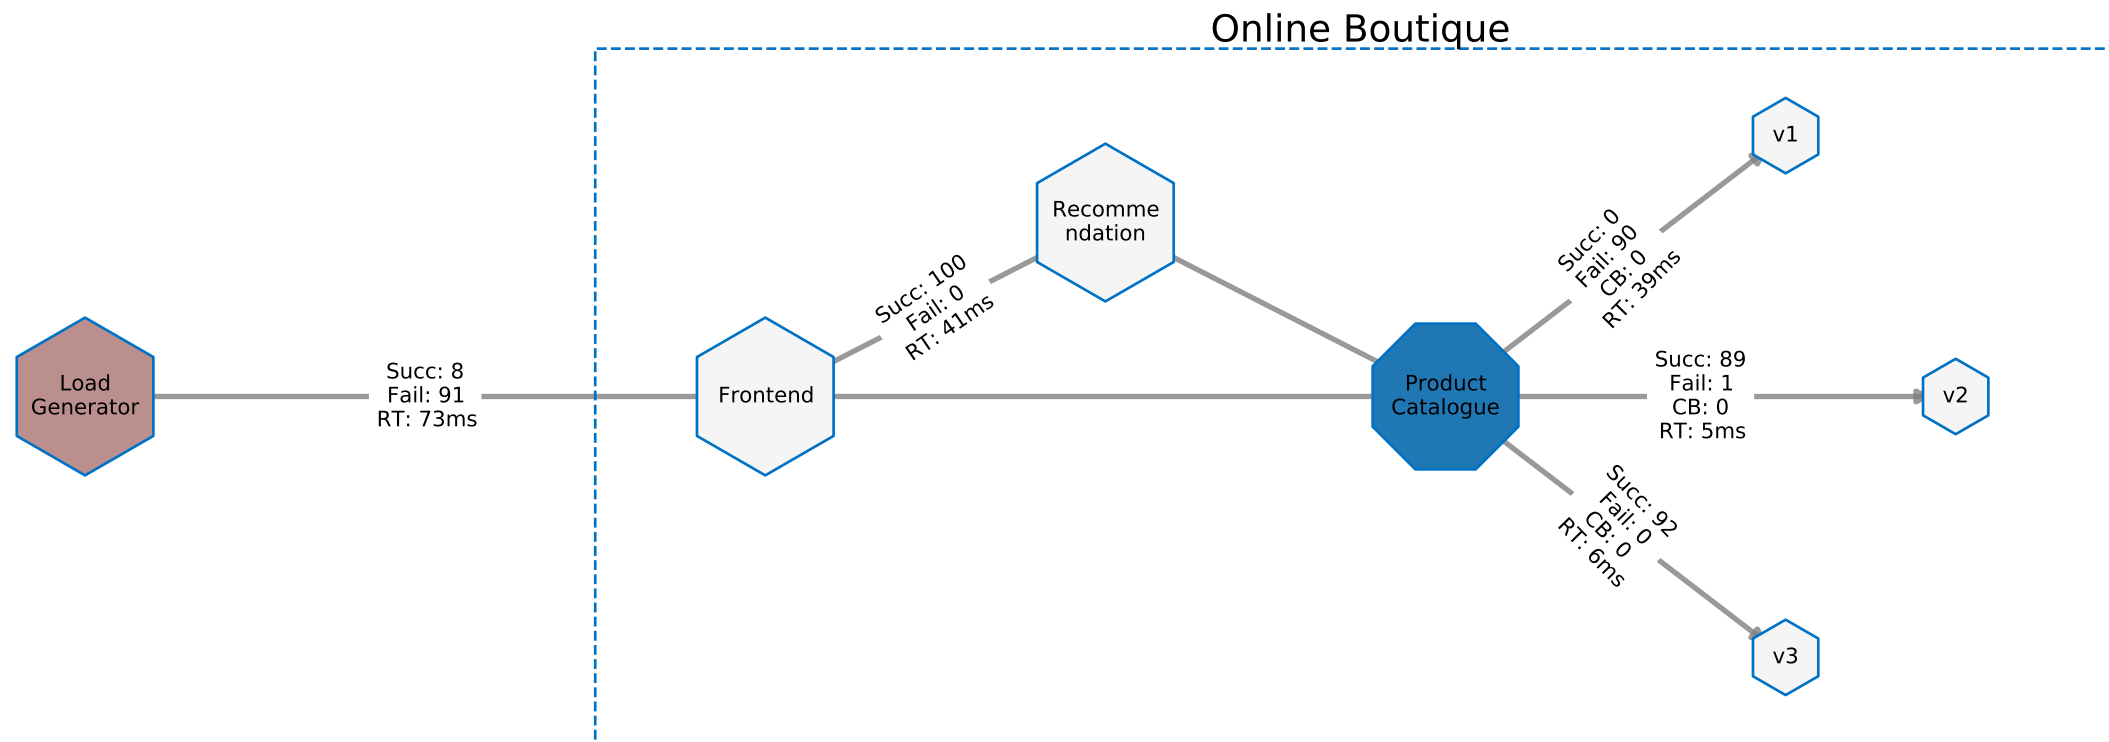 Online Boutique
Load
Generator
Succ: 8
Fail: 91
RT: 73ms
Frontend
Succ: 100
Fail: 0
RT: 41ms
Recomme
ndation
Product
Catalogue
Succ: 0
Fail: 90
CB: 0
RT: 39ms
v1
Succ: 89
Fail: 1
CB: 0
RT: 5ms
v2
Succ: 92
Fail: 0
CB: 0
RT: 6ms
v3